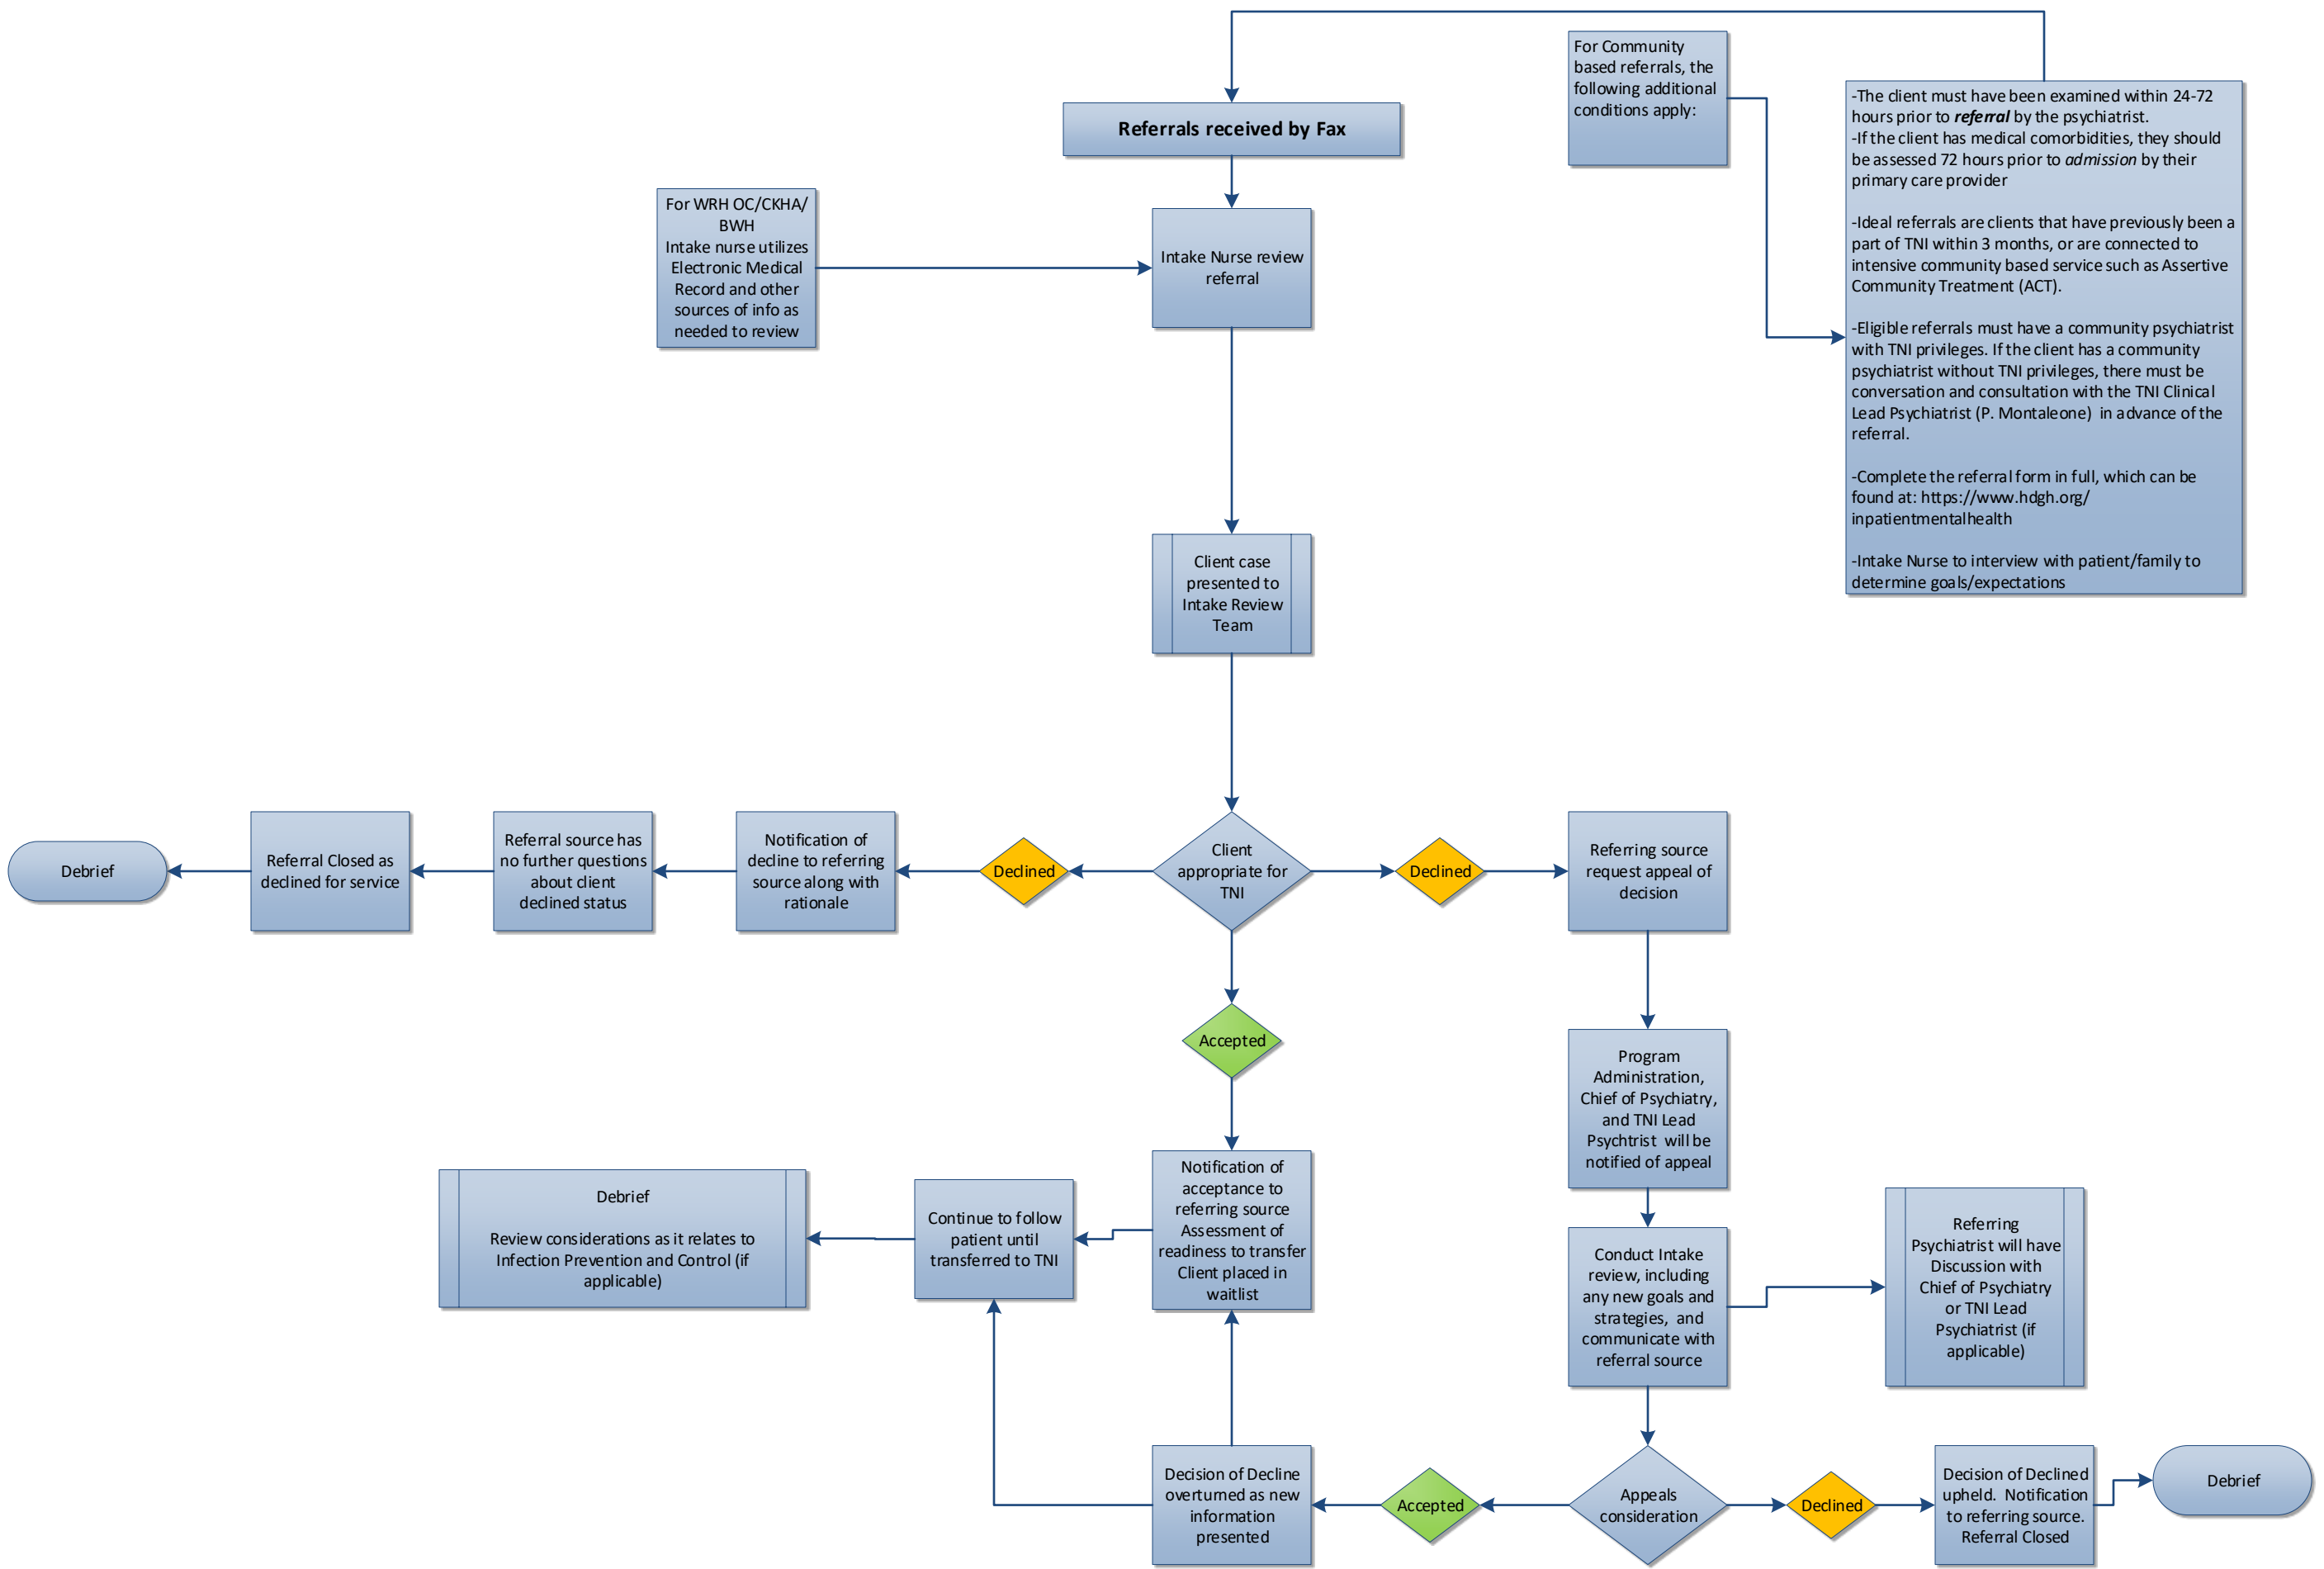 For Community
based referrals, the
following additional
conditions apply:
-The client must have been examined within 24-72
hours prior to referral by the psychiatrist.
-If the client has medical comorbidities, they should
be assessed 72 hours prior to admission by their
primary care provider
-Ideal referrals are clients that have previously been a
part of TNI within 3 months, or are connected to
intensive community based service such as Assertive
Community Treatment (ACT).
-Eligible referrals must have a community psychiatrist
with TNI privileges. If the client has a community
psychiatrist without TNI privileges, there must be
conversation and consultation with the TNI Clinical
Lead Psychiatrist (P. Montaleone) in advance of the
referral.
-Complete the referral form in full, which can be
found at: https://www.hdgh.org/
inpatientmentalhealth
-Intake Nurse to interview with patient/family to
determine goals/expectations
Referrals received by Fax
For WRH OC/CKHA/
BWH
Intake nurse utilizes
Electronic Medical
Record and other
sources of info as
needed to review
Intake Nurse review
referral
Client case
presented to
Intake Review
Team
Debrief
Referral Closed as
declined for service
Referral source has
no further questions
about client
declined status
Notification of
decline to referring
source along with
rationale
Declined
Client
appropriate for
TNI
Declined
Referring source
request appeal of
decision
Accepted
Program
Administration,
Chief of Psychiatry,
and TNI Lead
Psychtrist will be
notified of appeal
Debrief
Review considerations as it relates to
Infection Prevention and Control (if
applicable)
Continue to follow
patient until
transferred to TNI
Notification of
acceptance to
referring source
Assessment of
readiness to transfer
Client placed in
waitlist
Conduct Intake
review, including
any new goals and
strategies, and
communicate with
referral source
Referring
Psychiatrist will have
Discussion with
Chief of Psychiatry
or TNI Lead
Psychiatrist (if
applicable)
Decision of Decline
overturned as new
information
presented
Accepted
Appeals
consideration
Declined
Decision of Declined
upheld. Notification
to referring source.
Referral Closed
Debrief